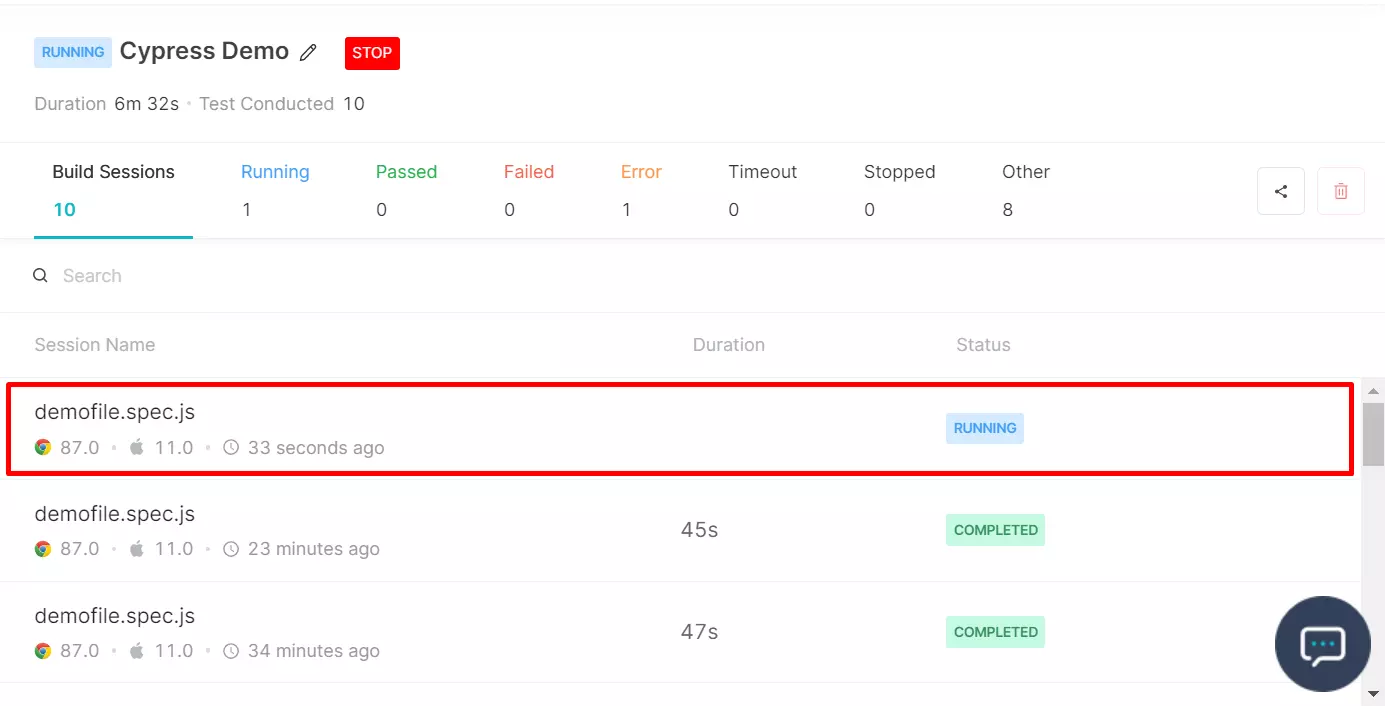 RUNNING Cypress Demo STOP
Duration 6m 32s • Test Conducted 10
Build Sessions Running Passed Failed Error Timeout Stopped Other
10 1 0 0 1 0 0 8
Search
Session Name Duration Status
demofile.spec.js
RUNNING
87.0 • 11.0 • 33 seconds ago
demofile.spec.js
45s COMPLETED
87.0 • 11.0 • 23 minutes ago
demofile.spec.js
47s COMPLETED
87.0 • 11.0 • 34 minutes ago